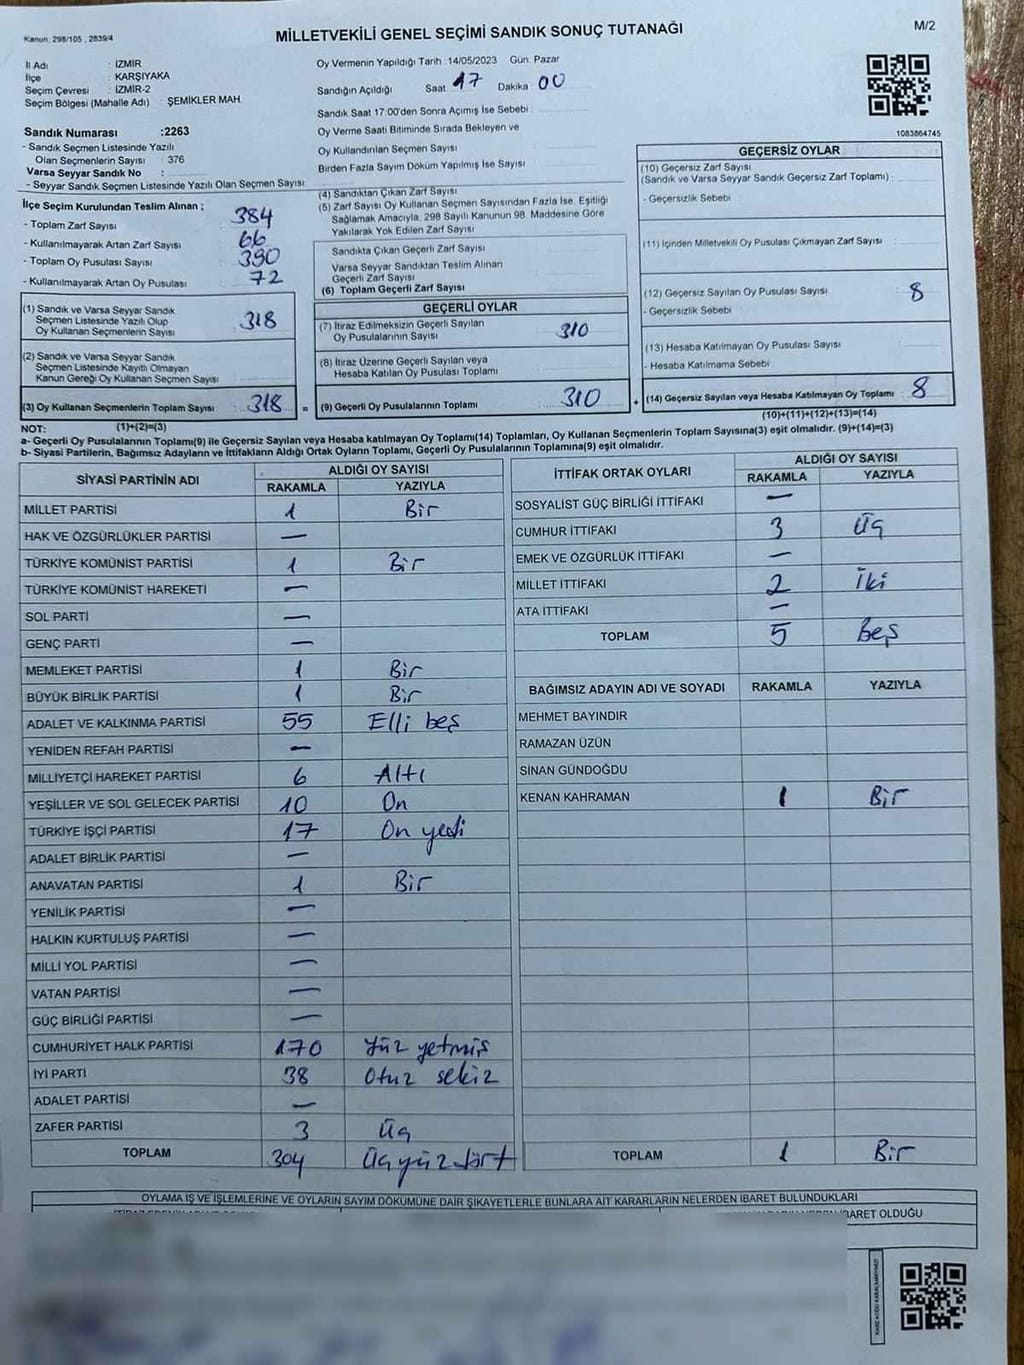 Kanun: 298/105 , 2839/4
MİLLETVEKİLİ GENEL SEÇİMİ SANDIK SONUÇ TUTANAĞI
M/2
İl Adı : İZMİR
İlçe : KARŞIYAKA
Seçim Çevresi : İZMİR-2
Seçim Bölgesi (Mahalle Adı) : ŞEMİKLER MAH.
Sandık Numarası :2263
- Sandık Seçmen Listesinde Yazılı
Olan Seçmenlerin Sayısı : 376
Varsa Seyyar Sandık No :
- Seyyar Sandık Seçmen Listesinde Yazılı Olan Seçmen Sayısı
İlçe Seçim Kurulundan Teslim Alınan ;
- Toplam Zarf Sayısı : 384
- Kullanılmayarak Artan Zarf Sayısı : 66
- Toplam Oy Pusulası Sayısı : 390
- Kullanılmayarak Artan Oy Pusulası : 72
(1) Sandık ve Varsa Seyyar Sandık
Seçmen Listesinde Yazılı Olup
Oy Kullanan Seçmenlerin Sayısı : 318
(2) Sandık ve Varsa Seyyar Sandık
Seçmen Listesinde Kayıtlı Olmayan
Kanun Gereği Oy Kullanan Seçmen Sayısı :
(3) Oy Kullanan Seçmenlerin Toplam Sayısı : 318
(1)+(2)=(3)
Oy Vermenin Yapıldığı Tarih : 14/05/2023 Gün: Pazar
Sandığın Açıldığı Saat 17 Dakika 00
Sandık Saat 17:00'den Sonra Açımış İse Sebebi
Oy Verme Saati Bitiminde Sırada Bekleyen ve
Oy Kullandırılan Seçmen Sayısı
Birden Fazla Sayım Döküm Yapılmış İse Sayısı
(4) Sandıktan Çıkan Zarf Sayısı
(5) Zarf Sayısı Oy Kullanan Seçmen Sayısından Fazla İse, Eşitliği
Sağlamak Amacıyla, 298 Sayılı Kanunun 98. Maddesine Göre
Yakılarak Yok Edilen Zarf Sayısı
Sandıkta Çıkan Geçerli Zarf Sayısı
Varsa Seyyar Sandıktan Teslim Alınan
Geçerli Zarf Sayısı
(6) Toplam Geçerli Zarf Sayısı
GEÇERLİ OYLAR
(7) İtiraz Edilmeksizin Geçerli Sayılan
Oy Pusulalarının Sayısı : 310
(8) İtiraz Üzerine Geçerli Sayılan veya
Hesaba Katılan Oy Pusulası Toplamı
= (9) Geçerli Oy Pusulalarının Toplamı : 310
1083864745
GEÇERSİZ OYLAR
(10) Geçersiz Zarf Sayısı
(Sandık ve Varsa Seyyar Sandık Geçersiz Zarf Toplamı) :
- Geçersizlik Sebebi
(11) İçinden Milletvekili Oy Pusulası Çıkmayan Zarf Sayısı :
(12) Geçersiz Sayılan Oy Pusulası Sayısı : 8
- Geçersizlik Sebebi :
(13) Hesaba Katılmayan Oy Pusulası Sayısı :
- Hesaba Katılmama Sebebi :
+ (14) Geçersiz Sayılan veya Hesaba Katılmayan Oy Toplamı : 8
(10)+(11)+(12)+(13)=(14)
NOT:
a- Geçerli Oy Pusulalarının Toplamı(9) ile Geçersiz Sayılan veya Hesaba katılmayan Oy Toplamı(14) Toplamları, Oy Kullanan Seçmenlerin Toplam Sayısına(3) eşit olmalıdır. (9)+(14)=(3)
b- Siyasi Partilerin, Bağımsız Adayların ve İttifakların Aldığı Ortak Oyların Toplamı, Geçerli Oy Pusulalarının Toplamına(9) eşit olmalıdır.
SİYASİ PARTİNİN ADI ALDIĞI OY SAYISI
RAKAMLA YAZIYLA
MİLLET PARTİSİ 1 Bir
HAK VE ÖZGÜRLÜKLER PARTİSİ —
TÜRKİYE KOMÜNİST PARTİSİ 1 Bir
TÜRKİYE KOMÜNİST HAREKETİ —
SOL PARTİ —
GENÇ PARTİ —
MEMLEKET PARTİSİ 1 Bir
BÜYÜK BİRLİK PARTİSİ 1 Bir
ADALET VE KALKINMA PARTİSİ 55 Elli beş
YENİDEN REFAH PARTİSİ —
MİLLİYETÇİ HAREKET PARTİSİ 6 Altı
YEŞİLLER VE SOL GELECEK PARTİSİ 10 On
TÜRKİYE İŞÇİ PARTİSİ 17 On yedi
ADALET BİRLİK PARTİSİ —
ANAVATAN PARTİSİ 1 Bir
YENİLİK PARTİSİ —
HALKIN KURTULUŞ PARTİSİ —
MİLLİ YOL PARTİSİ —
VATAN PARTİSİ —
GÜÇ BİRLİĞİ PARTİSİ —
CUMHURİYET HALK PARTİSİ 170 Yüz yetmiş
İYİ PARTİ 38 Otuz sekiz
ADALET PARTİSİ —
ZAFER PARTİSİ 3 Üç
TOPLAM 304 Üçyüz dört
İTTİFAK ORTAK OYLARI ALDIĞI OY SAYISI
RAKAMLA YAZIYLA
SOSYALİST GÜÇ BİRLİĞİ İTTİFAKI —
CUMHUR İTTİFAKI 3 Üç
EMEK VE ÖZGÜRLÜK İTTİFAKI —
MİLLET İTTİFAKI 2 İki
ATA İTTİFAKI —
TOPLAM 5 Beş
BAĞIMSIZ ADAYIN ADI VE SOYADI RAKAMLA YAZIYLA
MEHMET BAYINDIR
RAMAZAN ÜZÜN
SİNAN GÜNDOĞDU
KENAN KAHRAMAN 1 Bir
TOPLAM 1 Bir
OYLAMA İŞ VE İŞLEMLERİNE VE OYLARIN SAYIM DÖKÜMÜNE DAİR ŞİKAYETLERLE BUNLARA AİT KARARLARIN NELERDEN İBARET BULUNDUKLARI
İBARET OLDUĞU